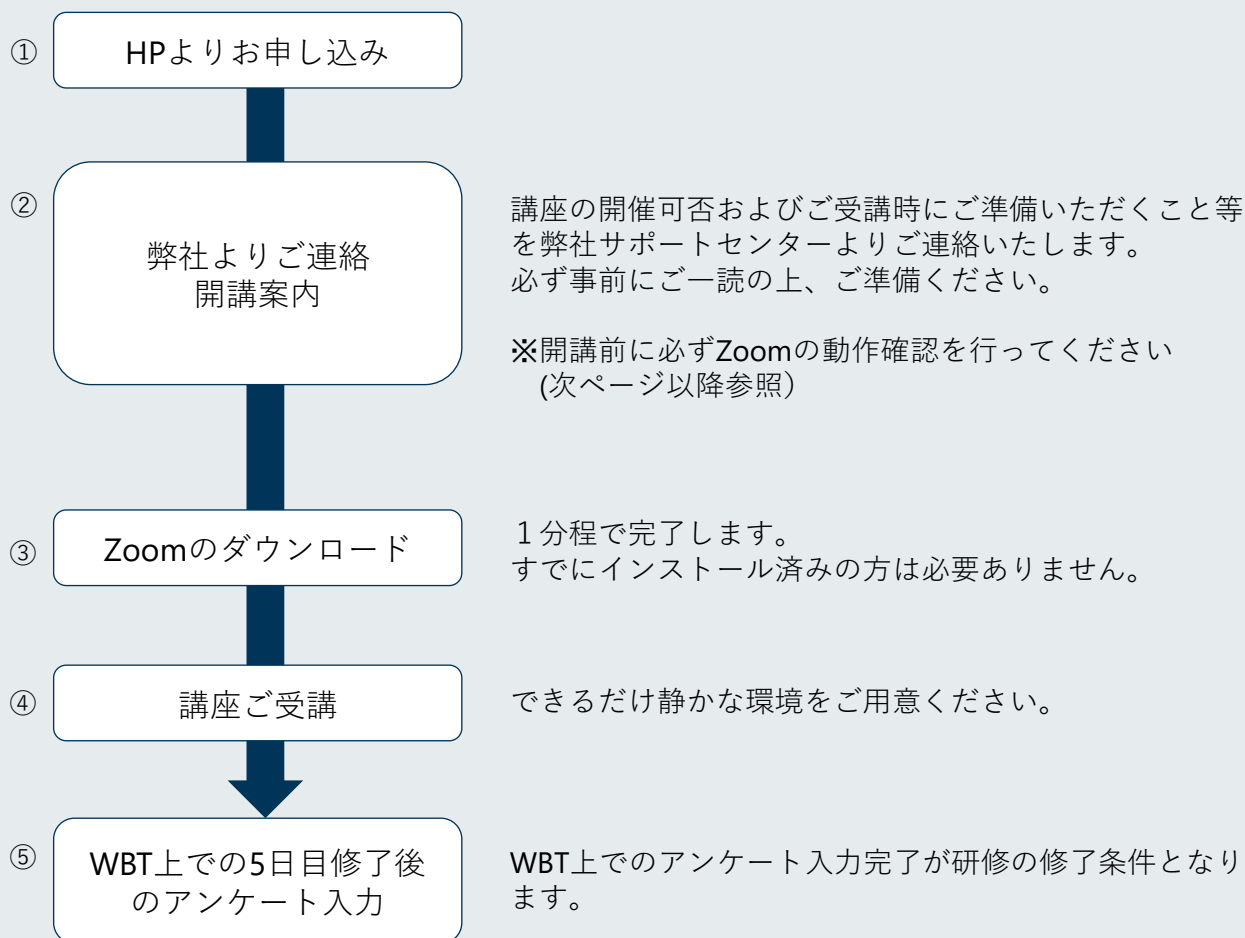 ①
HPよりお申し込み
②
弊社よりご連絡
開講案内
講座の開催可否およびご受講時にご準備いただくこと等
を弊社サポートセンターよりご連絡いたします。
必ず事前にご一読の上、ご準備ください。
※開講前に必ずZoomの動作確認を行ってください
(次ページ以降参照）
③
Zoomのダウンロード
１分程で完了します。
すでにインストール済みの方は必要ありません。
④
講座ご受講
できるだけ静かな環境をご用意ください。
⑤
WBT上での5日目修了後
のアンケート入力
WBT上でのアンケート入力完了が研修の修了条件となり
ます。